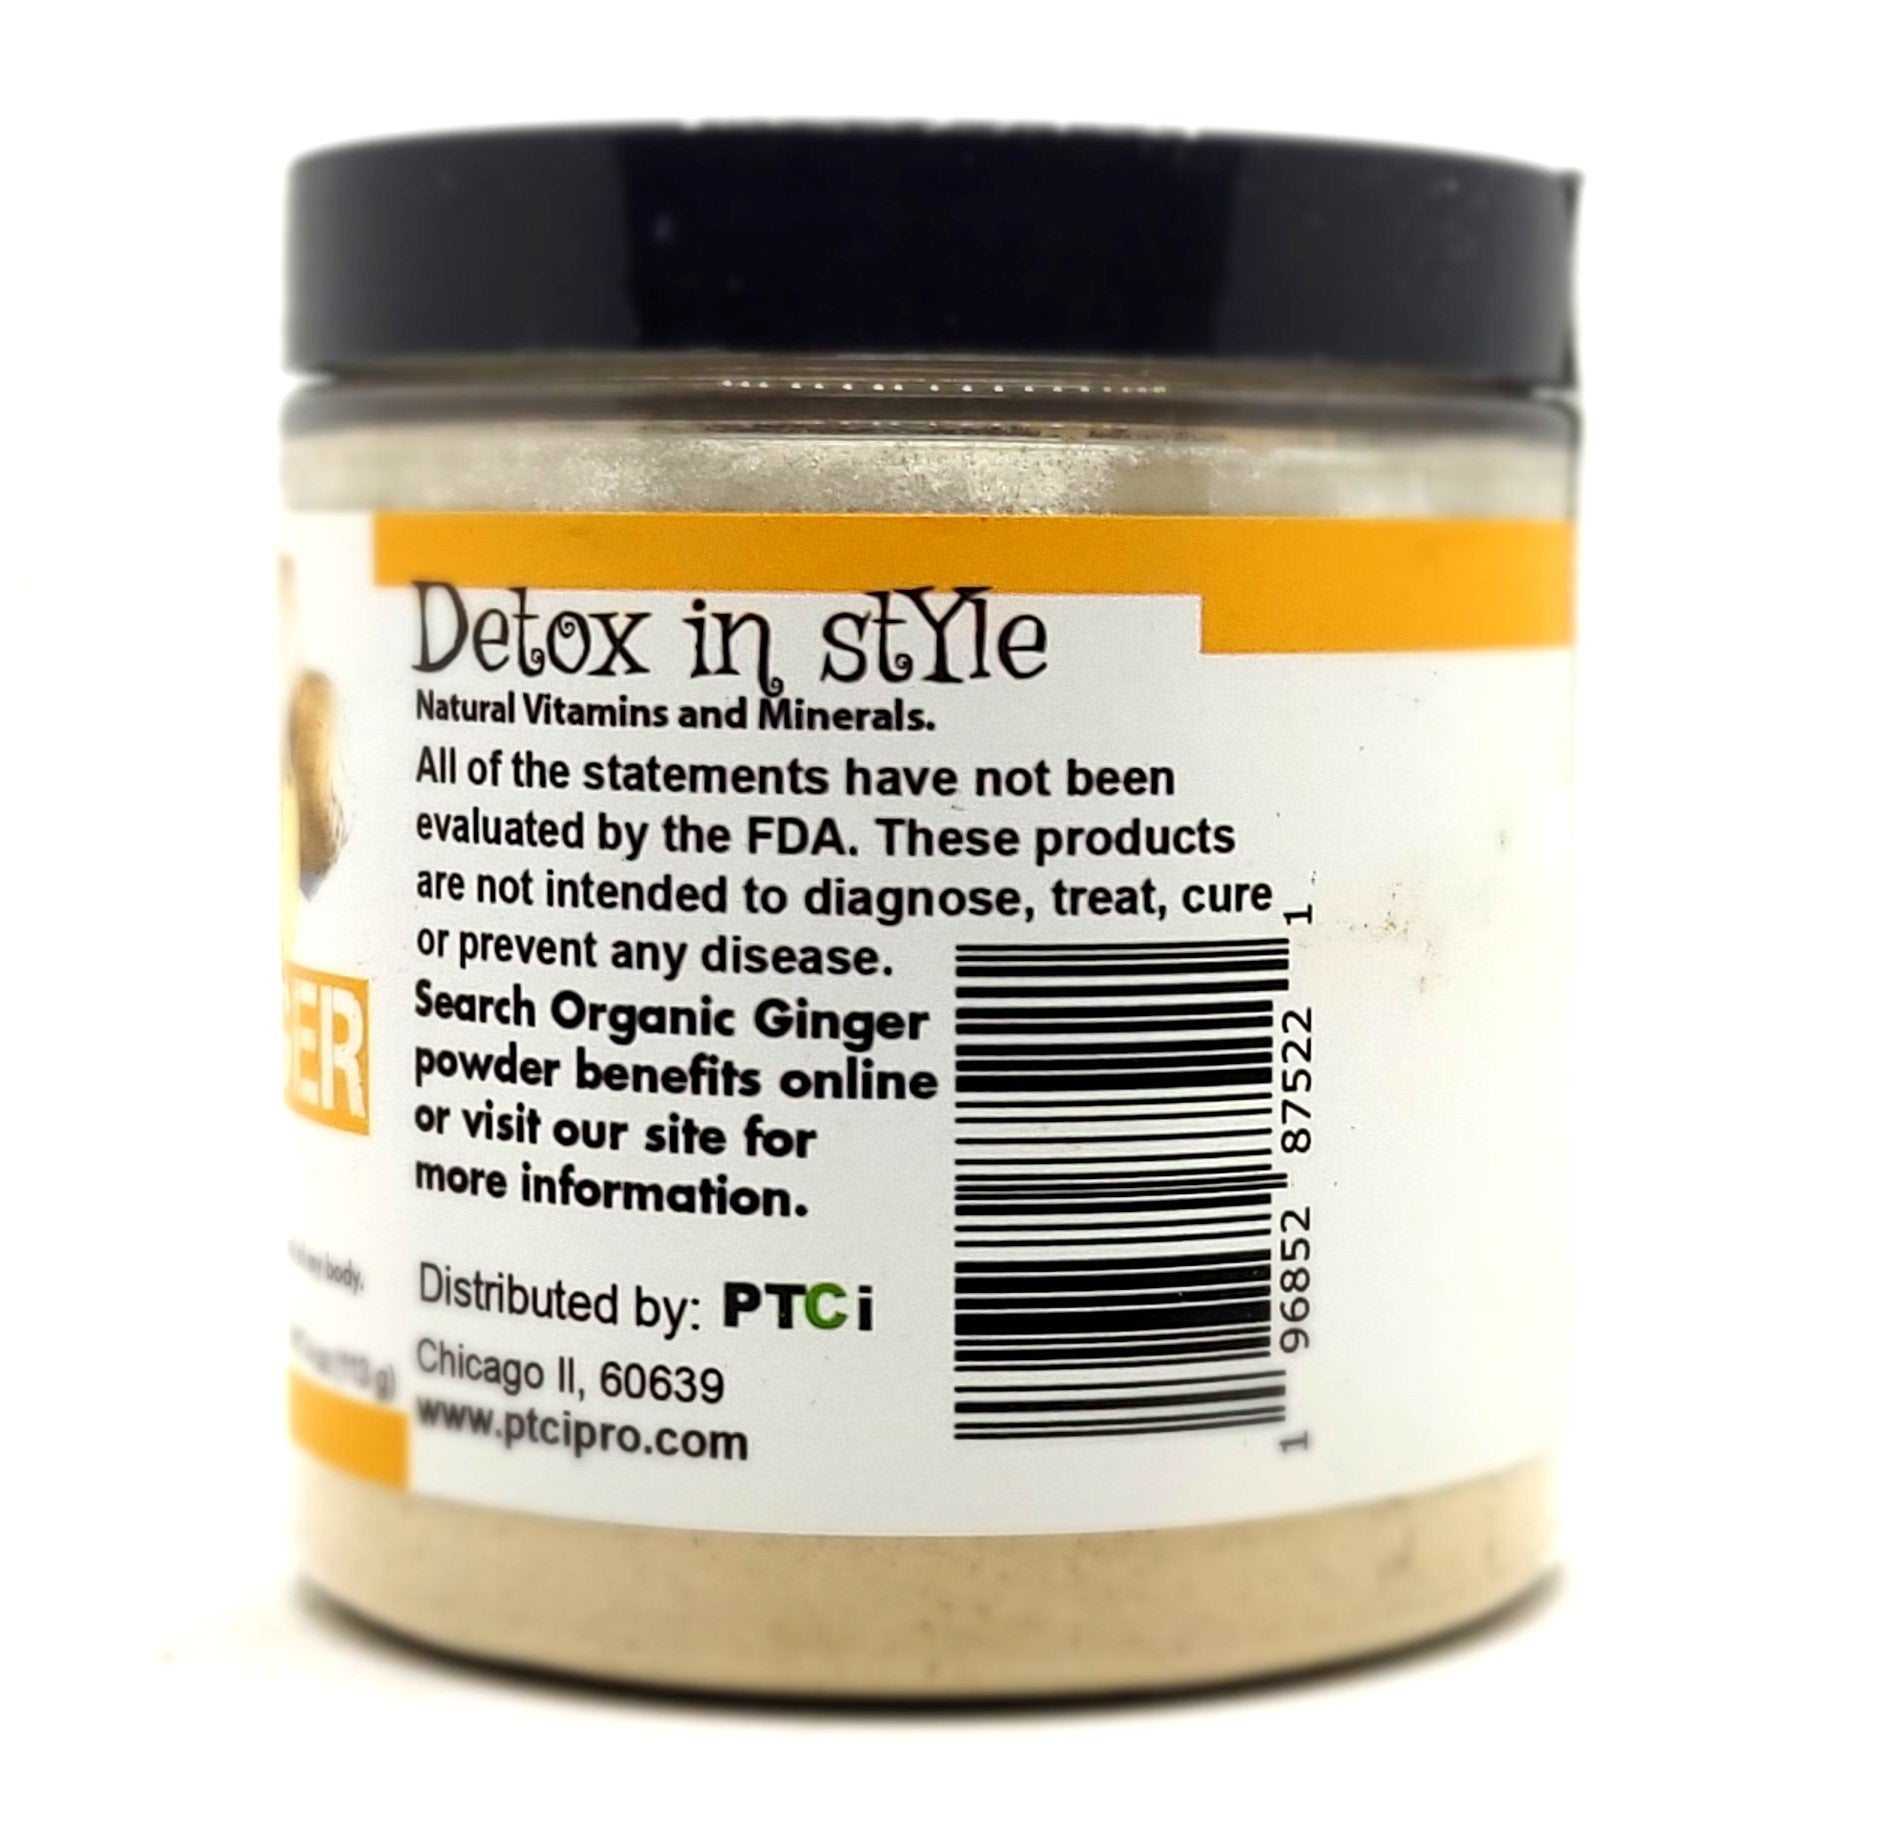 Detox in stYle
Natural Vitamins and Minerals.
All of the statements have not been
evaluated by the FDA. These products
are not intended to diagnose, treat, cure
or prevent any disease.
Search Organic Ginger
powder benefits online
or visit our site for
more information.
Distributed by: PTCi
Chicago Il, 60639
www.ptcipro.com
1 96852 87522 1
ER
body.
(113 g)